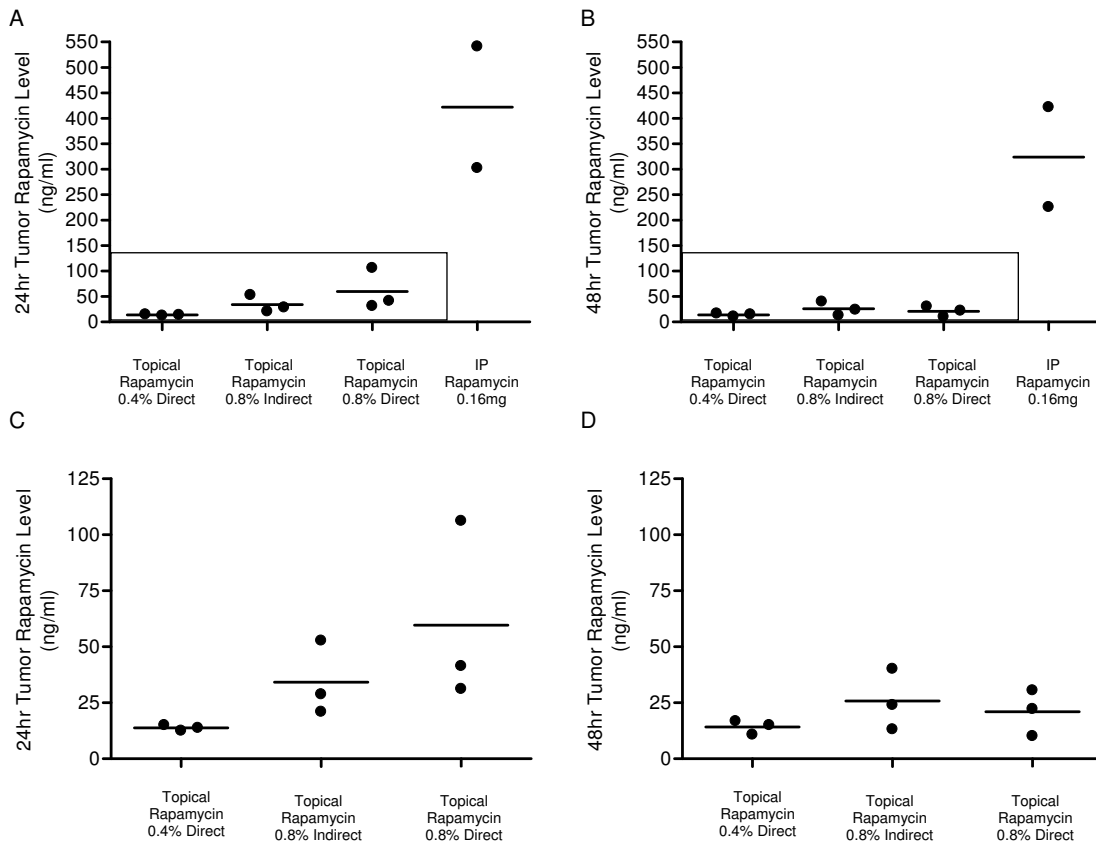 A
24hr Tumor Rapamycin Level
(ng/ml)
550
500
450
400
350
300
250
200
150
100
50
0
Topical
Rapamycin
0.4% Direct
Topical
Rapamycin
0.8% Indirect
Topical
Rapamycin
0.8% Direct
IP
Rapamycin
0.16mg
B
48hr Tumor Rapamycin Level
(ng/ml)
550
500
450
400
350
300
250
200
150
100
50
0
Topical
Rapamycin
0.4% Direct
Topical
Rapamycin
0.8% Indirect
Topical
Rapamycin
0.8% Direct
IP
Rapamycin
0.16mg
C
24hr Tumor Rapamycin Level
(ng/ml)
125
100
75
50
25
0
Topical
Rapamycin
0.4% Direct
Topical
Rapamycin
0.8% Indirect
Topical
Rapamycin
0.8% Direct
D
48hr Tumor Rapamycin Level
(ng/ml)
125
100
75
50
25
0
Topical
Rapamycin
0.4% Direct
Topical
Rapamycin
0.8% Indirect
Topical
Rapamycin
0.8% Direct